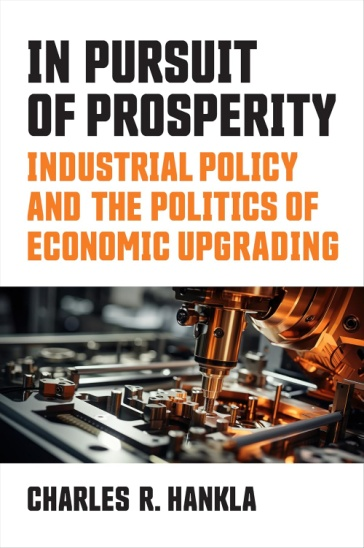 IN PURSUIT
OF PROSPERITY
INDUSTRIAL POLICY
AND THE POLITICS OF
ECONOMIC UPGRADING
CHARLES R. HANKLA